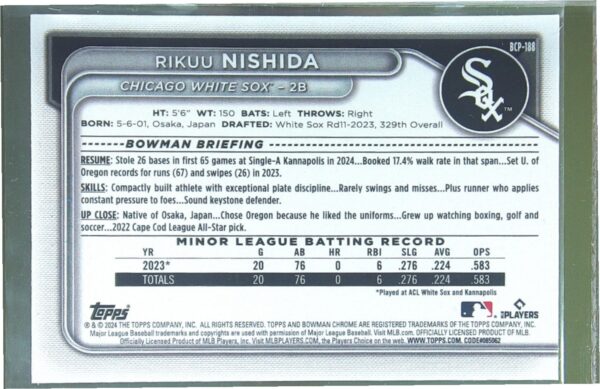 BCP-188
RIKUU NISHIDA
CHICAGO WHITE SOX™ – 2B
Sox
HT: 5'6" WT: 150 BATS: Left THROWS: Right
BORN: 5-6-01, Osaka, Japan DRAFTED: White Sox Rd11-2023, 329th Overall
BOWMAN BRIEFING
RESUME: Stole 26 bases in first 65 games at Single-A Kannapolis in 2024...Booked 17.4% walk rate in that span...Set U. of
Oregon records for runs (67) and swipes (26) in 2023.
SKILLS: Compactly built athlete with exceptional plate discipline...Rarely swings and misses...Plus runner who applies
constant pressure to foes...Sound keystone defender.
UP CLOSE: Native of Osaka, Japan...Chose Oregon because he liked the uniforms...Grew up watching boxing, golf and
soccer...2022 Cape Cod League All-Star pick.
MINOR LEAGUE BATTING RECORD
YR G AB HR RBI SLG AVG OPS
2023* 20 76 0 6 .276 .224 .583
TOTALS 20 76 0 6 .276 .224 .583
*Played at ACL White Sox and Kannapolis
Topps
PLAYERS
® & © 2024 THE TOPPS COMPANY, INC. ALL RIGHTS RESERVED. TOPPS AND BOWMAN CHROME ARE REGISTERED TRADEMARKS OF THE TOPPS COMPANY, INC.
Major League Baseball trademarks and copyrights are used with permission of Major League Baseball. Visit MLB.com. OFFICIALLY LICENSED PRODUCT OF MLB.
Officially Licensed Product of MLB Players, Inc. Visit MLBPLAYERS.com, the Players Choice on the web. WWW.TOPPS.COM. CODE#085062